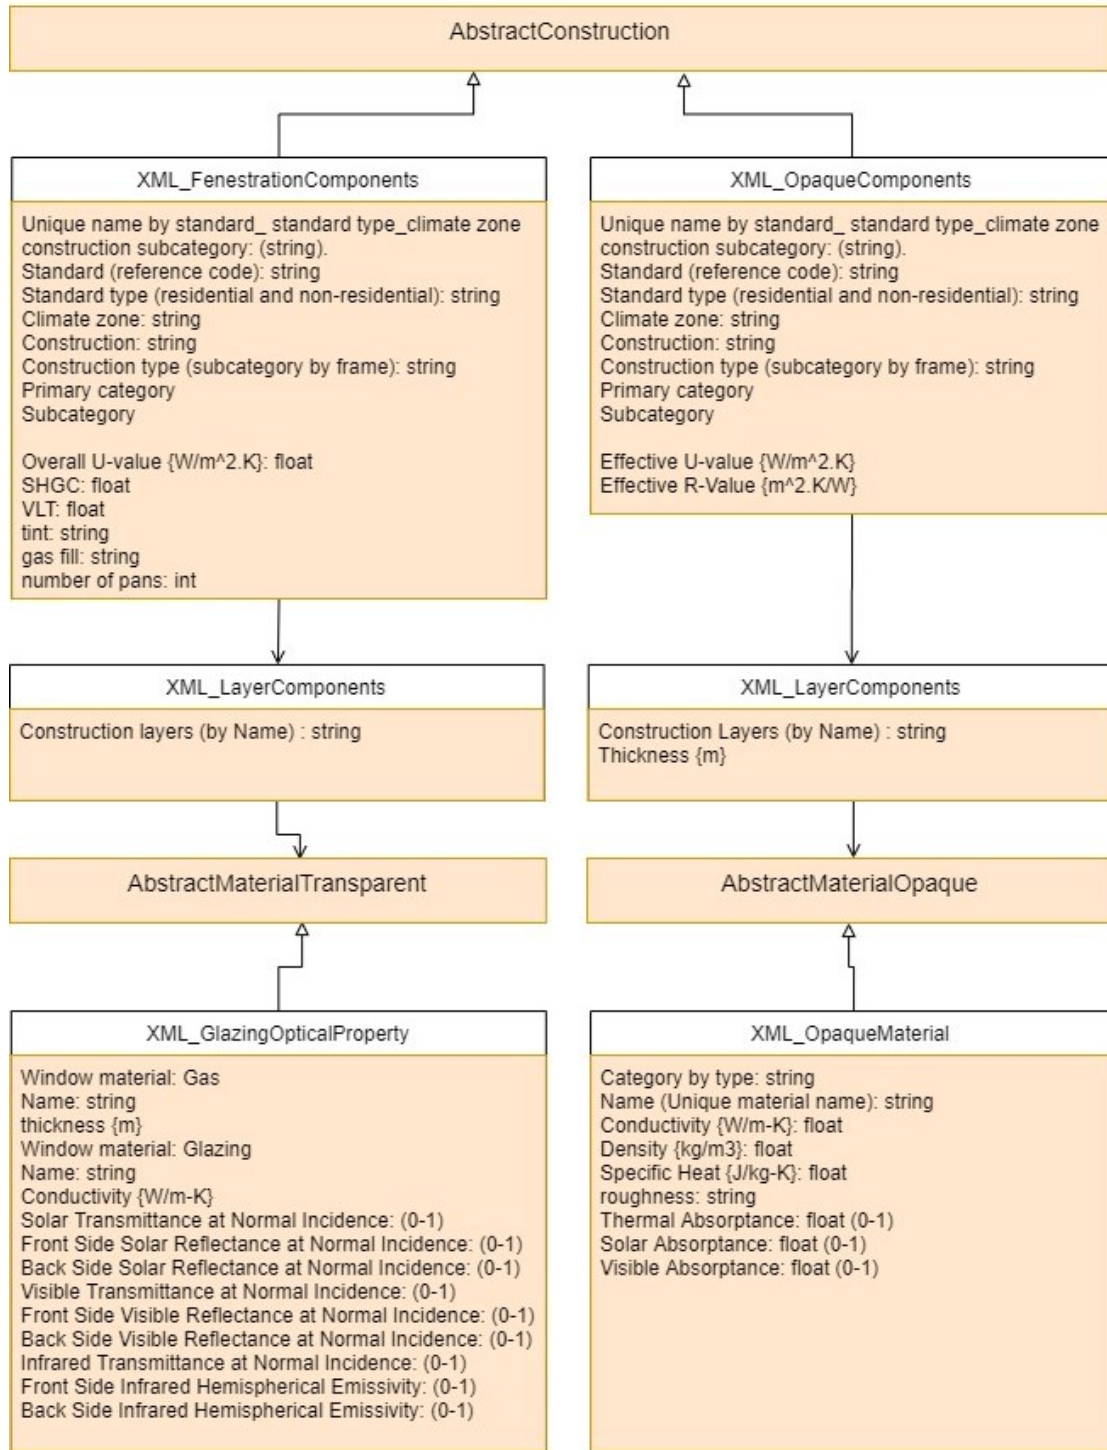 AbstractConstruction
XML_FenestrationComponents
Unique name by standard_ standard type_climate zone
construction subcategory: (string).
Standard (reference code): string
Standard type (residential and non-residential): string
Climate zone: string
Construction: string
Construction type (subcategory by frame): string
Primary category
Subcategory
Overall U-value {W/m^2.K}: float
SHGC: float
VLT: float
tint: string
gas fill: string
number of pans: int
XML_OpaqueComponents
Unique name by standard_ standard type_climate zone
construction subcategory: (string).
Standard (reference code): string
Standard type (residential and non-residential): string
Climate zone: string
Construction: string
Construction type (subcategory by frame): string
Primary category
Subcategory
Effective U-value {W/m^2.K}
Effective R-Value {m^2.K/W}
XML_LayerComponents
Construction layers (by Name) : string
XML_LayerComponents
Construction Layers (by Name) : string
Thickness {m}
AbstractMaterialTransparent
AbstractMaterialOpaque
XML_GlazingOpticalProperty
Window material: Gas
Name: string
thickness {m}
Window material: Glazing
Name: string
Conductivity {W/m-K}
Solar Transmittance at Normal Incidence: (0-1)
Front Side Solar Reflectance at Normal Incidence: (0-1)
Back Side Solar Reflectance at Normal Incidence: (0-1)
Visible Transmittance at Normal Incidence: (0-1)
Front Side Visible Reflectance at Normal Incidence: (0-1)
Back Side Visible Reflectance at Normal Incidence: (0-1)
Infrared Transmittance at Normal Incidence: (0-1)
Front Side Infrared Hemispherical Emissivity: (0-1)
Back Side Infrared Hemispherical Emissivity: (0-1)
XML_OpaqueMaterial
Category by type: string
Name (Unique material name): string
Conductivity {W/m-K}: float
Density {kg/m3}: float
Specific Heat {J/kg-K}: float
roughness: string
Thermal Absorptance: float (0-1)
Solar Absorptance: float (0-1)
Visible Absorptance: float (0-1)